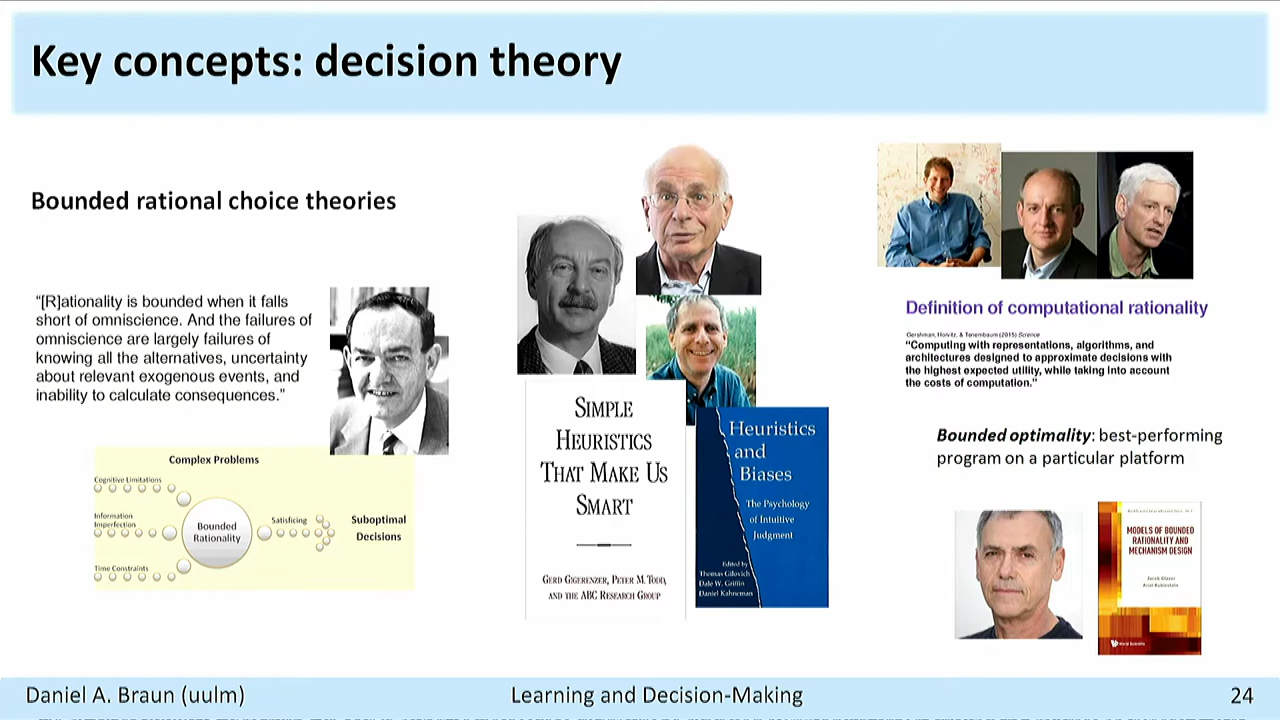 Key concepts: decision theory
Bounded rational choice theories
“[R]ationality is bounded when it falls
short of omniscience. And the failures of
omniscience are largely failures of
knowing all the alternatives, uncertainty
about relevant exogenous events, and
inability to calculate consequences.”
Complex Problems
Cognitive Limitations
Information
Imperfection
Time Constraints
Bounded
Rationality
Satisficing
Suboptimal
Decisions
SIMPLE
HEURISTICS
THAT MAKE US
SMART
GERD GIGERENZER, PETER M. TODD,
AND THE ABC RESEARCH GROUP
Heuristics
and
Biases
The Psychology
of Intuitive
Judgment
Edited by
Thomas Gilovich
Dale W. Griffin
Daniel Kahneman
Definition of computational rationality
Gershman, Horvitz, & Tenenbaum (2015) Science
“Computing with representations, algorithms, and
architectures designed to approximate decisions with
the highest expected utility, while taking into account
the costs of computation.”
Bounded optimality: best-performing
program on a particular platform
MODELS OF BOUNDED
RATIONALITY AND
MECHANISM DESIGN
Jacob Glazer
Ariel Rubinstein
World Scientific
Daniel A. Braun (uulm)
Learning and Decision-Making
24